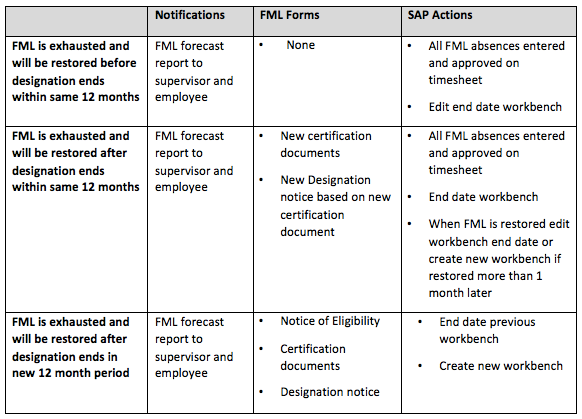 Notifications
FML Forms
SAP Actions
FML is exhausted and
will be restored before
designation ends
within same 12 months
FML forecast
report to
supervisor and
employee
• None
• All FML absences entered
and approved on
timesheet
• Edit end date workbench
FML is exhausted and
will be restored after
designation ends
within same 12 months
FML forecast
report to
supervisor and
employee
• New certification
documents
• New Designation
notice based on new
certification
document
• All FML absences entered
and approved on
timesheet
• End date workbench
• When FML is restored edit
workbench end date or
create new workbench if
restored more than 1
month later
FML is exhausted and
will be restored after
designation ends in
new 12 month period
FML forecast
report to
supervisor and
employee
• Notice of Eligibility
• Certification
documents
• Designation notice
• End date previous
workbench
• Create new workbench